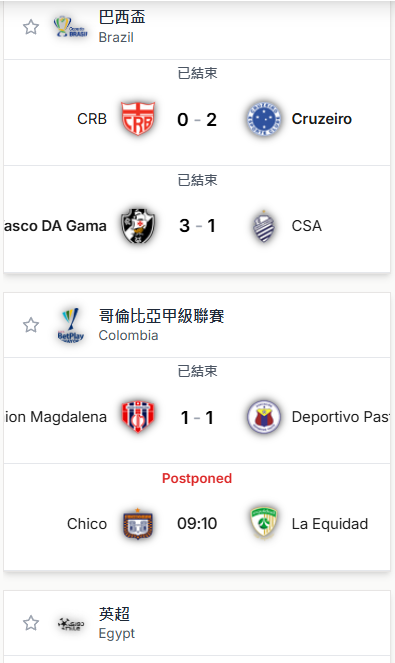 巴西盃
Brazil
已結束
CRB 0 - 2 Cruzeiro
已結束
asco DA Gama 3 - 1 CSA
哥倫比亞甲級聯賽
Colombia
已結束
ion Magdalena 1 - 1 Deportivo Past
Postponed
Chico 09:10 La Equidad
英超
Egypt